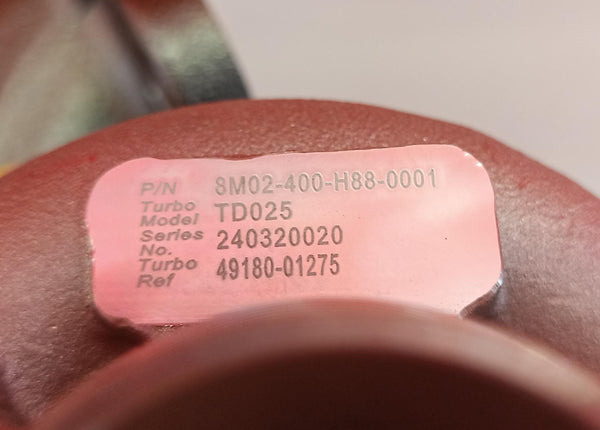 P/N 8M02-400-H88-0001
Turbo Model TD025
Series No. 240320020
Turbo Ref 49180-01275